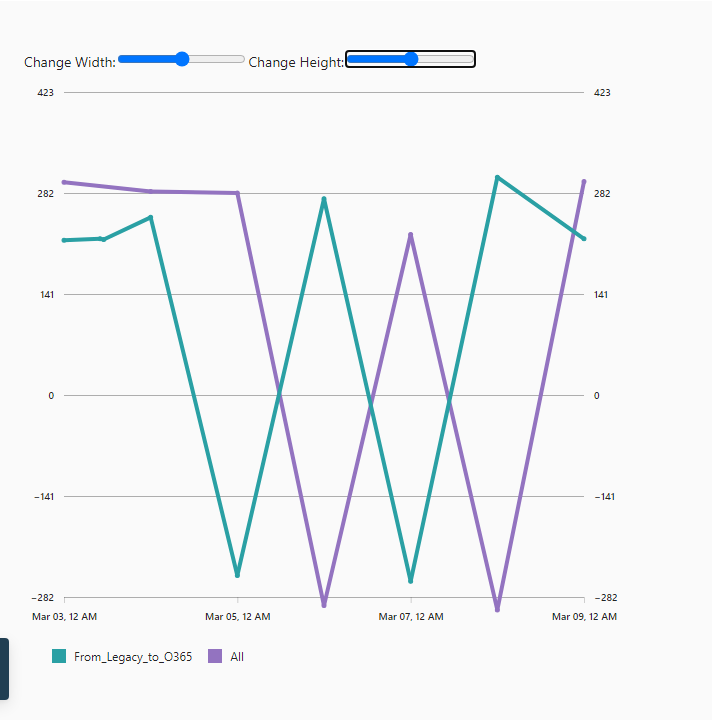 Change Width: Change Height:
423 423
282 282
141 141
0 0
−141 −141
−282 −282
Mar 03, 12 AM Mar 05, 12 AM Mar 07, 12 AM Mar 09, 12 AM
From_Legacy_to_O365 All